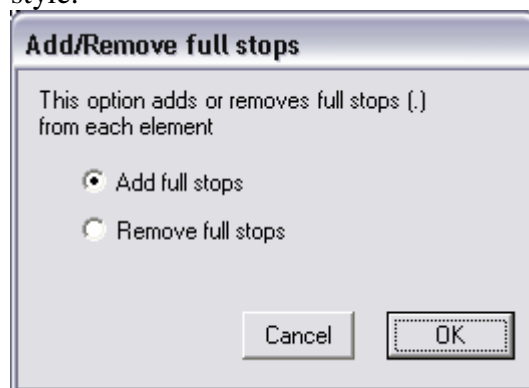 style.
Add/Remove full stops
This option adds or removes full stops (.)
from each element
Add full stops
Remove full stops
Cancel OK